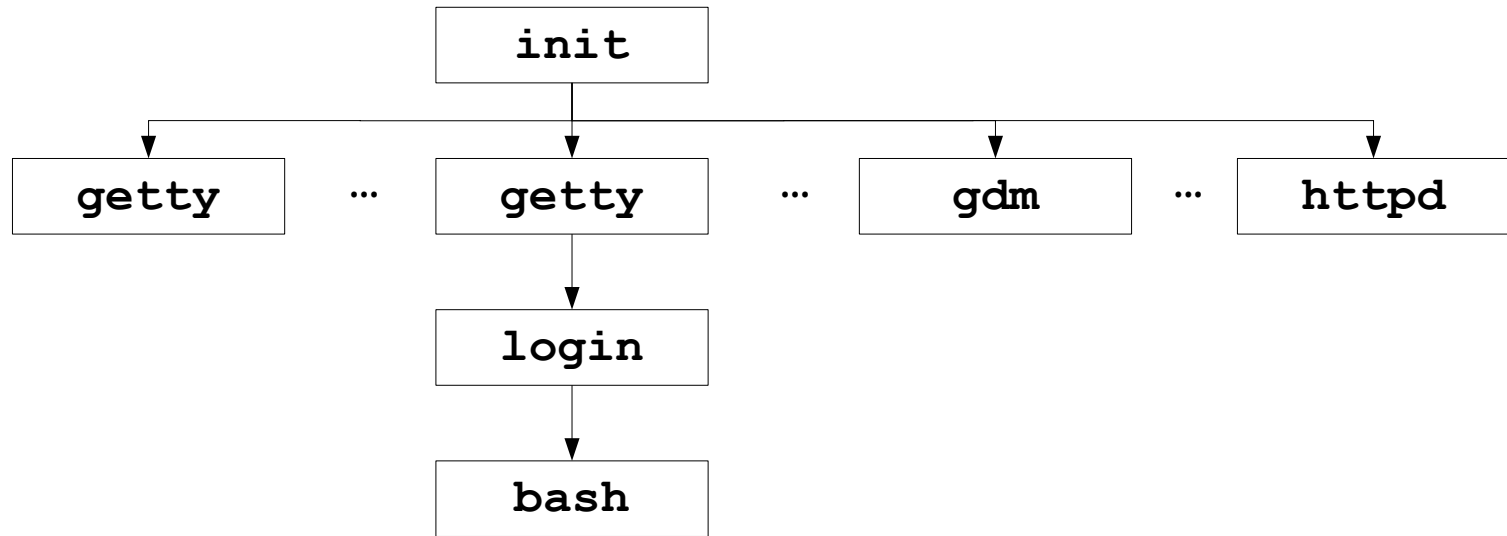 init
getty … getty … gdm … httpd
login
bash